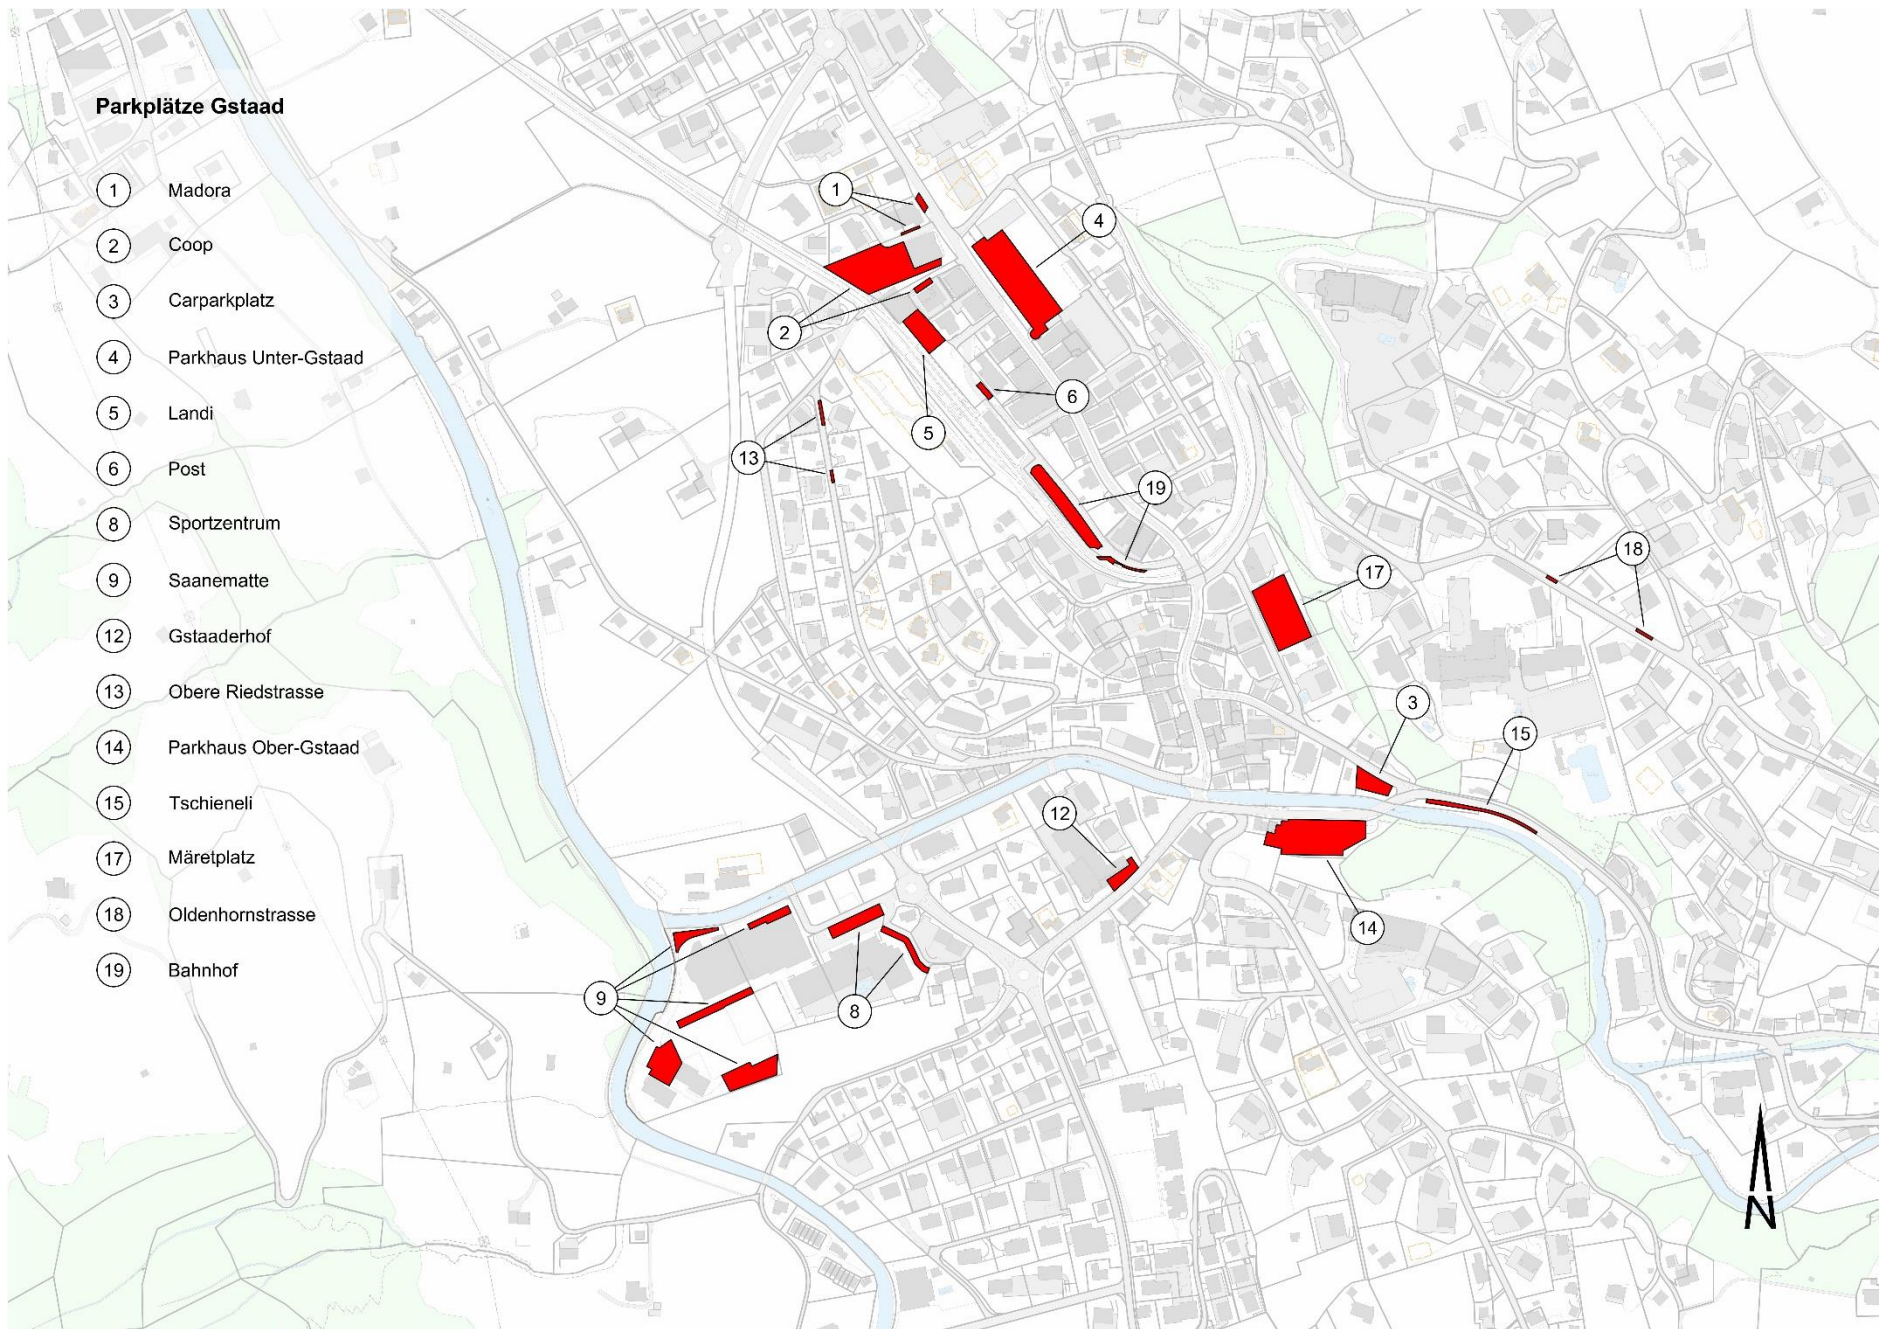 Parkplätze Gstaad
1 Madora
2 Coop
3 Carparkplatz
4 Parkhaus Unter-Gstaad
5 Landi
6 Post
8 Sportzentrum
9 Saanematte
12 Gstaaderhof
13 Obere Riedstrasse
14 Parkhaus Ober-Gstaad
15 Tschieneli
17 Märetplatz
18 Oldenhornstrasse
19 Bahnhof
1
4
2
6
5
13
19
18
17
3
15
12
14
9
8
N